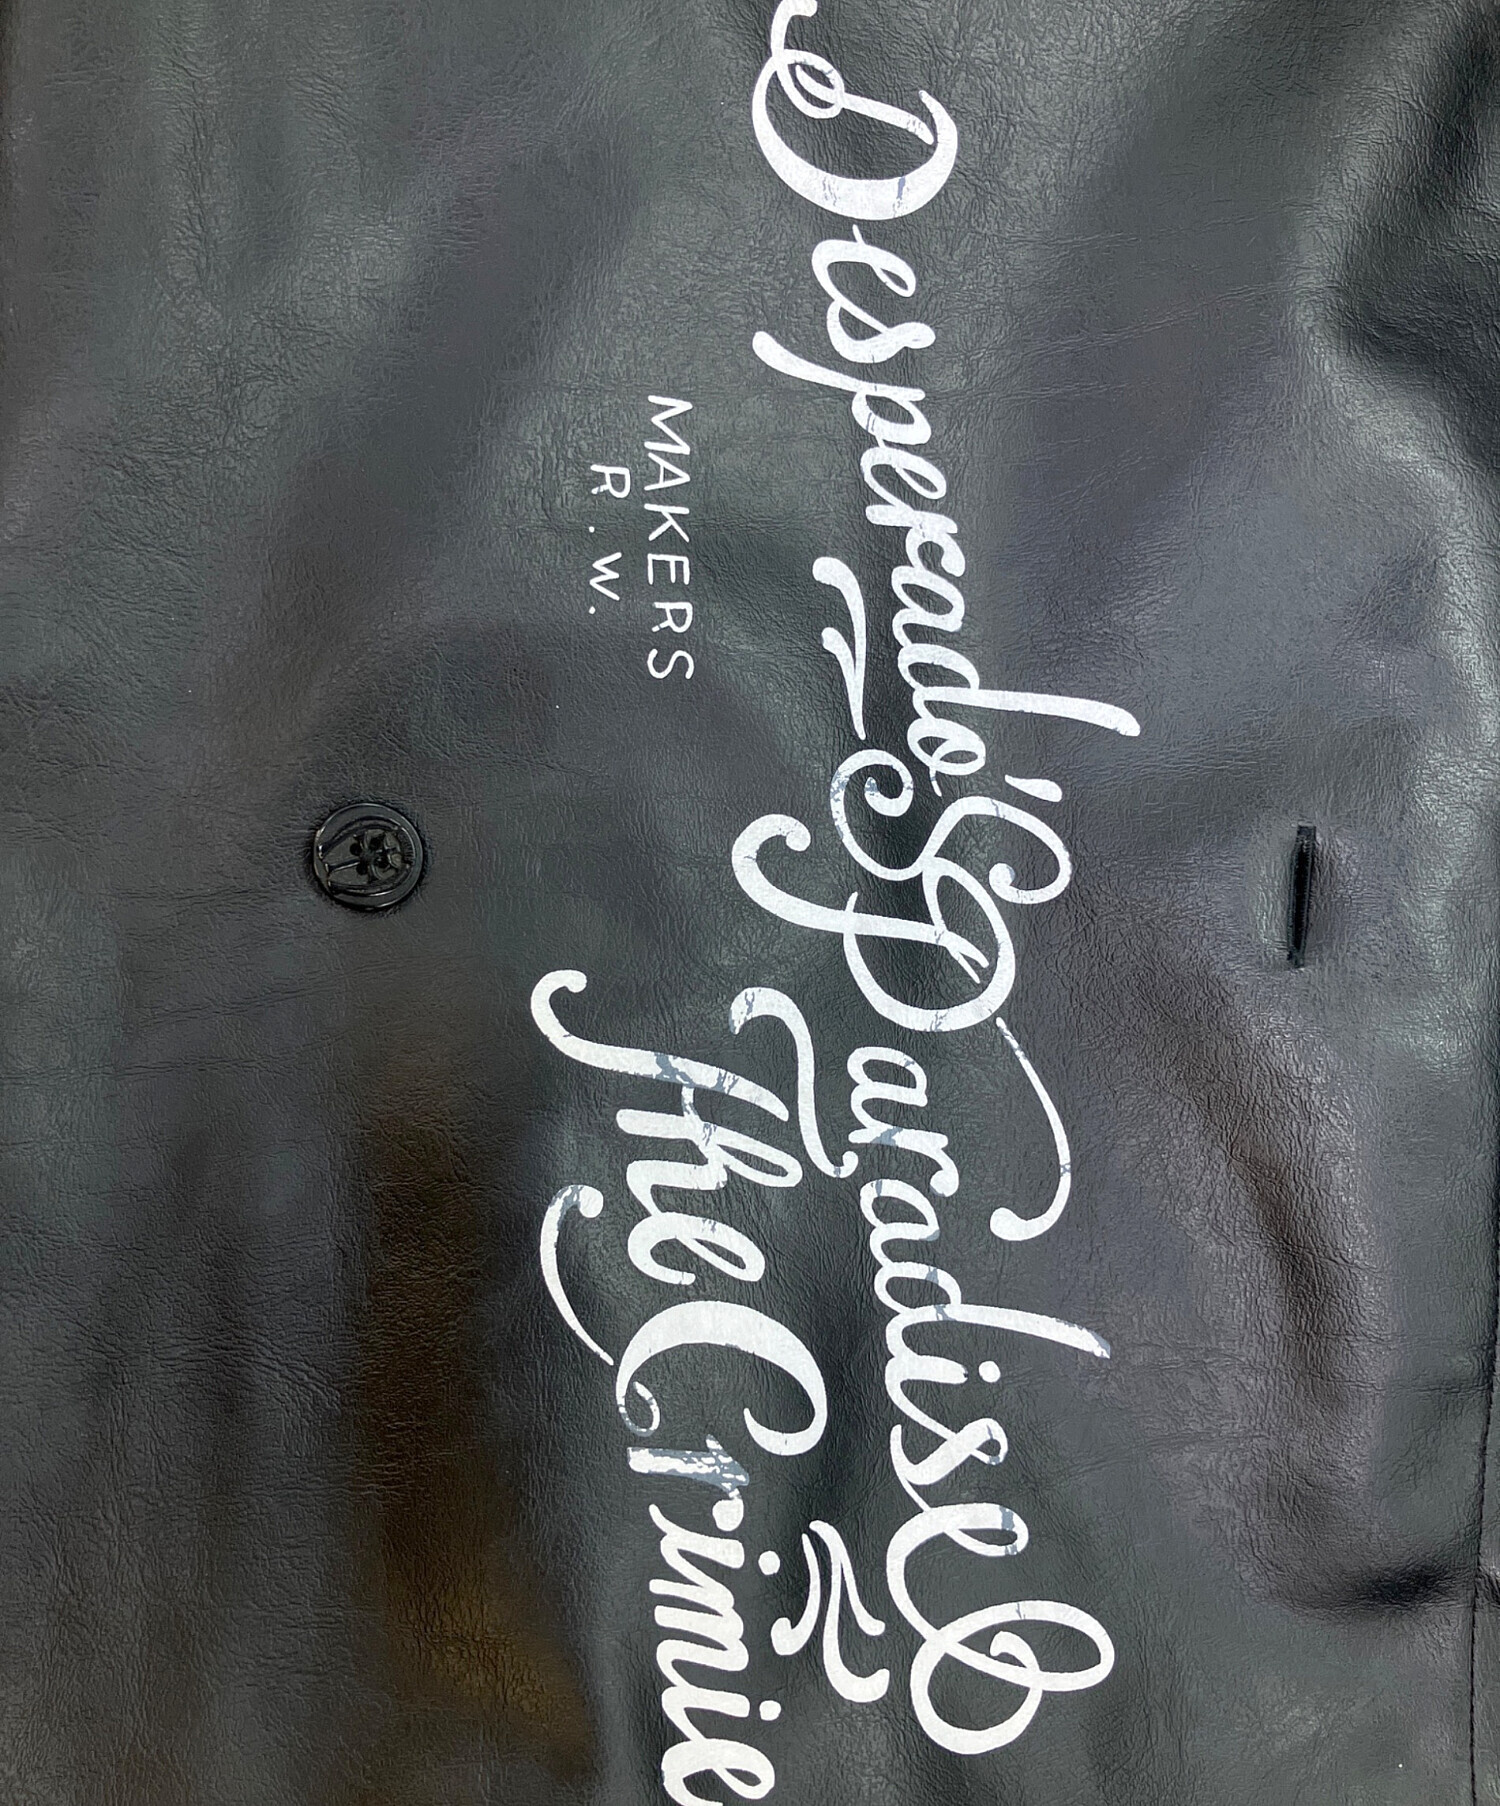 Desperado'S Paradise
The Crimie
MAKERS
R.W.